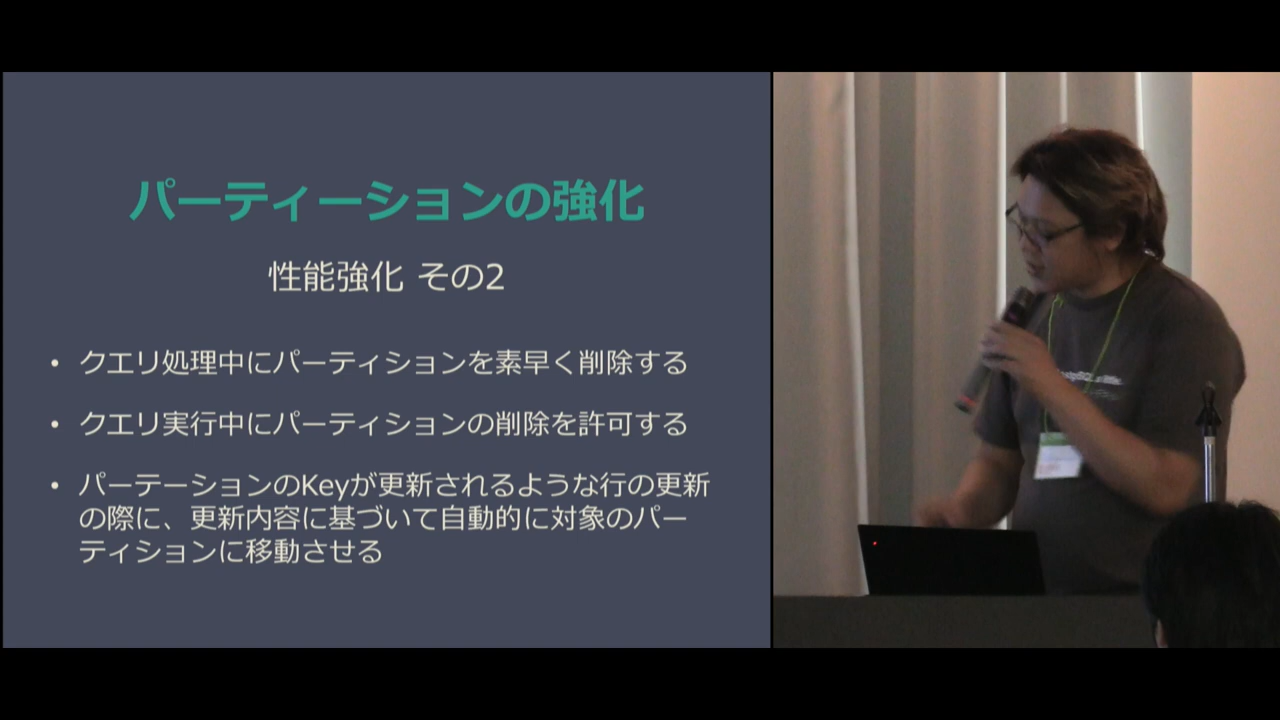 パーティーションの強化
性能強化 その2
• クエリ処理中にパーティションを素早く削除する
• クエリ実行中にパーティションの削除を許可する
• パーテーションのKeyが更新されるような行の更新
の際に、更新内容に基づいて自動的に対象のパー
ティションに移動させる